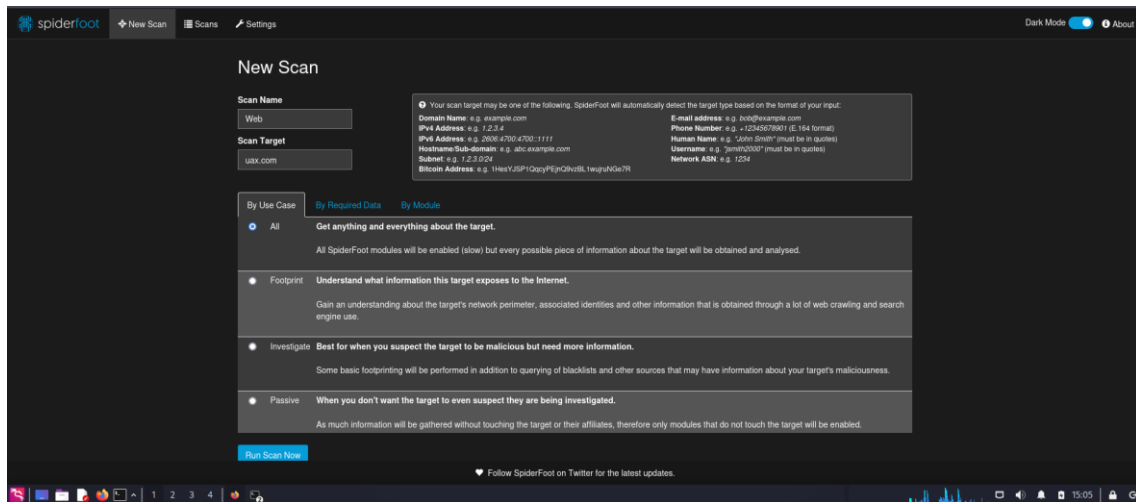 spiderfoot New Scan Scans Settings Dark Mode About
New Scan
Scan Name
Web
Scan Target
uax.com
Your scan target may be one of the following. SpiderFoot will automatically detect the target type based on the format of your input:
Domain Name: e.g. example.com
IPv4 Address: e.g. 1.2.3.4
IPv6 Address: e.g. 2606:4700:4700::1111
Hostname/Sub-domain: e.g. abc.example.com
Subnet: e.g. 1.2.3.0/24
Bitcoin Address: e.g. 1HesYJSP1QqcyPEjnQ9vzBL1wujruNGe7R
E-mail address: e.g. bob@example.com
Phone Number: e.g. +12345678901 (E.164 format)
Human Name: e.g. "John Smith" (must be in quotes)
Username: e.g. "jsmith2000" (must be in quotes)
Network ASN: e.g. 1234
By Use Case By Required Data By Module
All Get anything and everything about the target.
All SpiderFoot modules will be enabled (slow) but every possible piece of information about the target will be obtained and analysed.
Footprint Understand what information this target exposes to the Internet.
Gain an understanding about the target's network perimeter, associated identities and other information that is obtained through a lot of web crawling and search
engine use.
Investigate Best for when you suspect the target to be malicious but need more information.
Some basic footprinting will be performed in addition to querying of blacklists and other sources that may have information about your target's maliciousness.
Passive When you don't want the target to even suspect they are being investigated.
As much information will be gathered without touching the target or their affiliates, therefore only modules that do not touch the target will be enabled.
Run Scan Now
Follow SpiderFoot on Twitter for the latest updates.
1 2 3 4 15:05